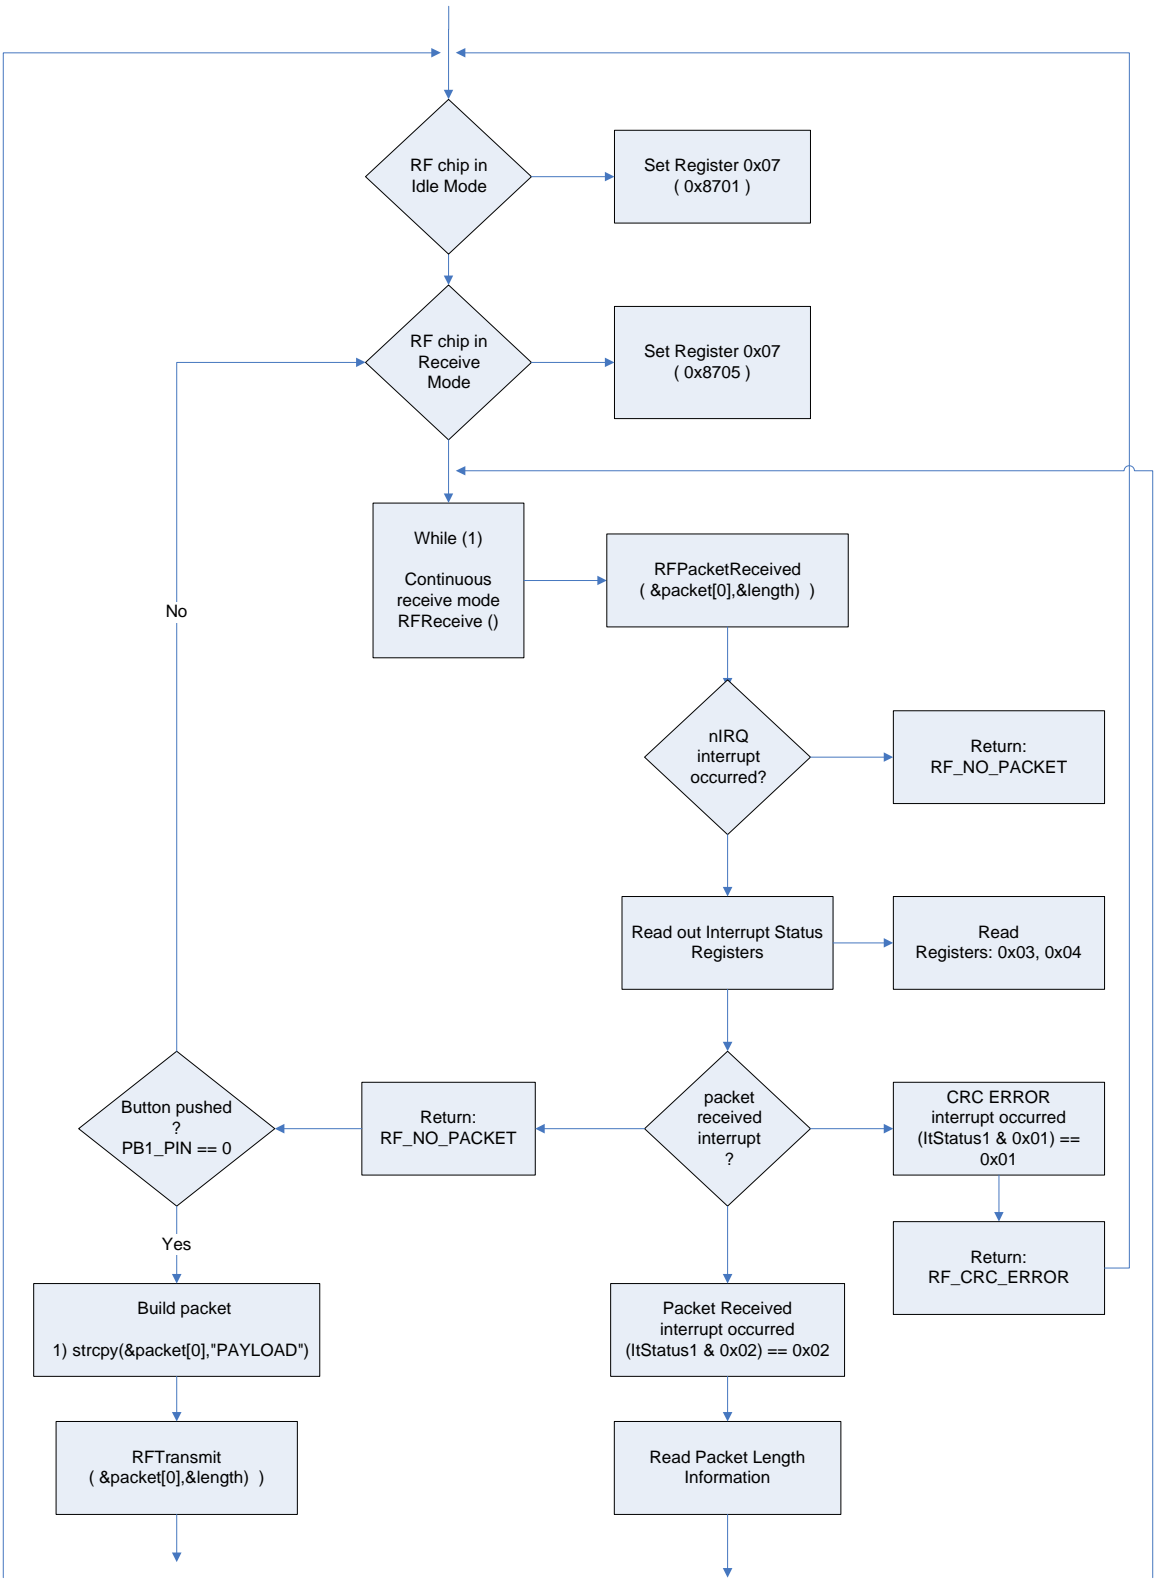 RF chip in
Idle Mode
Set Register 0x07
( 0x8701 )
RF chip in
Receive
Mode
Set Register 0x07
( 0x8705 )
While (1)
Continuous
receive mode
RFReceive ()
RFPacketReceived
( &packet[0],&length)  )
No
nIRQ
interrupt
occurred?
Return:
RF_NO_PACKET
Read out Interrupt Status
Registers
Read
Registers: 0x03, 0x04
Button pushed
?
PB1_PIN == 0
Return:
RF_NO_PACKET
packet
received
interrupt
?
CRC ERROR
interrupt occurred
(ItStatus1 & 0x01) ==
0x01
Yes
Return:
RF_CRC_ERROR
Build packet
1) strcpy(&packet[0],"PAYLOAD")
Packet Received
interrupt occurred
(ItStatus1 & 0x02) == 0x02
RFTransmit
( &packet[0],&length)  )
Read Packet Length
Information